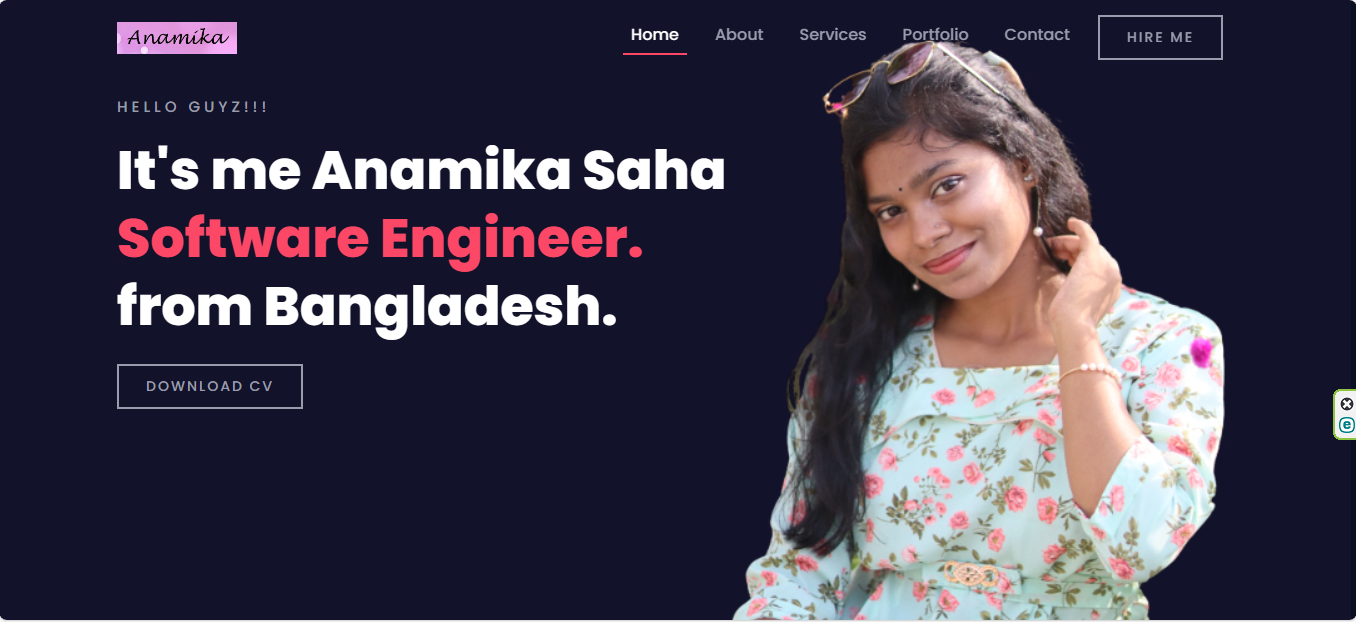 Anamika
Home About Services Portfolio Contact HIRE ME
HELLO GUYZ!!!
It's me Anamika Saha
Software Engineer.
from Bangladesh.
DOWNLOAD CV
e